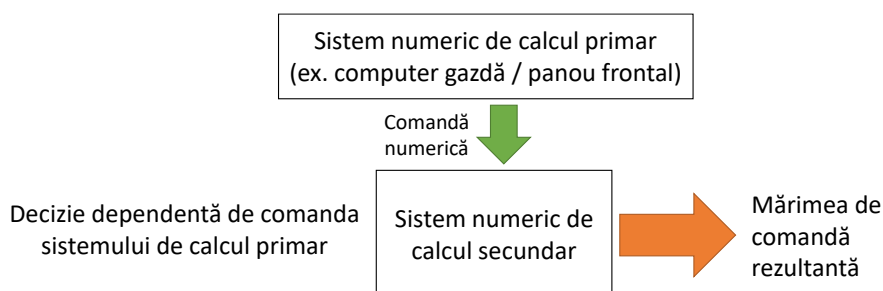 Sistem numeric de calcul primar
(ex. computer gazdă / panou frontal)
Comandă
numerică
Decizie dependentă de comanda
sistemului de calcul primar
Sistem numeric de
calcul secundar
Mărimea de
comandă
rezultantă